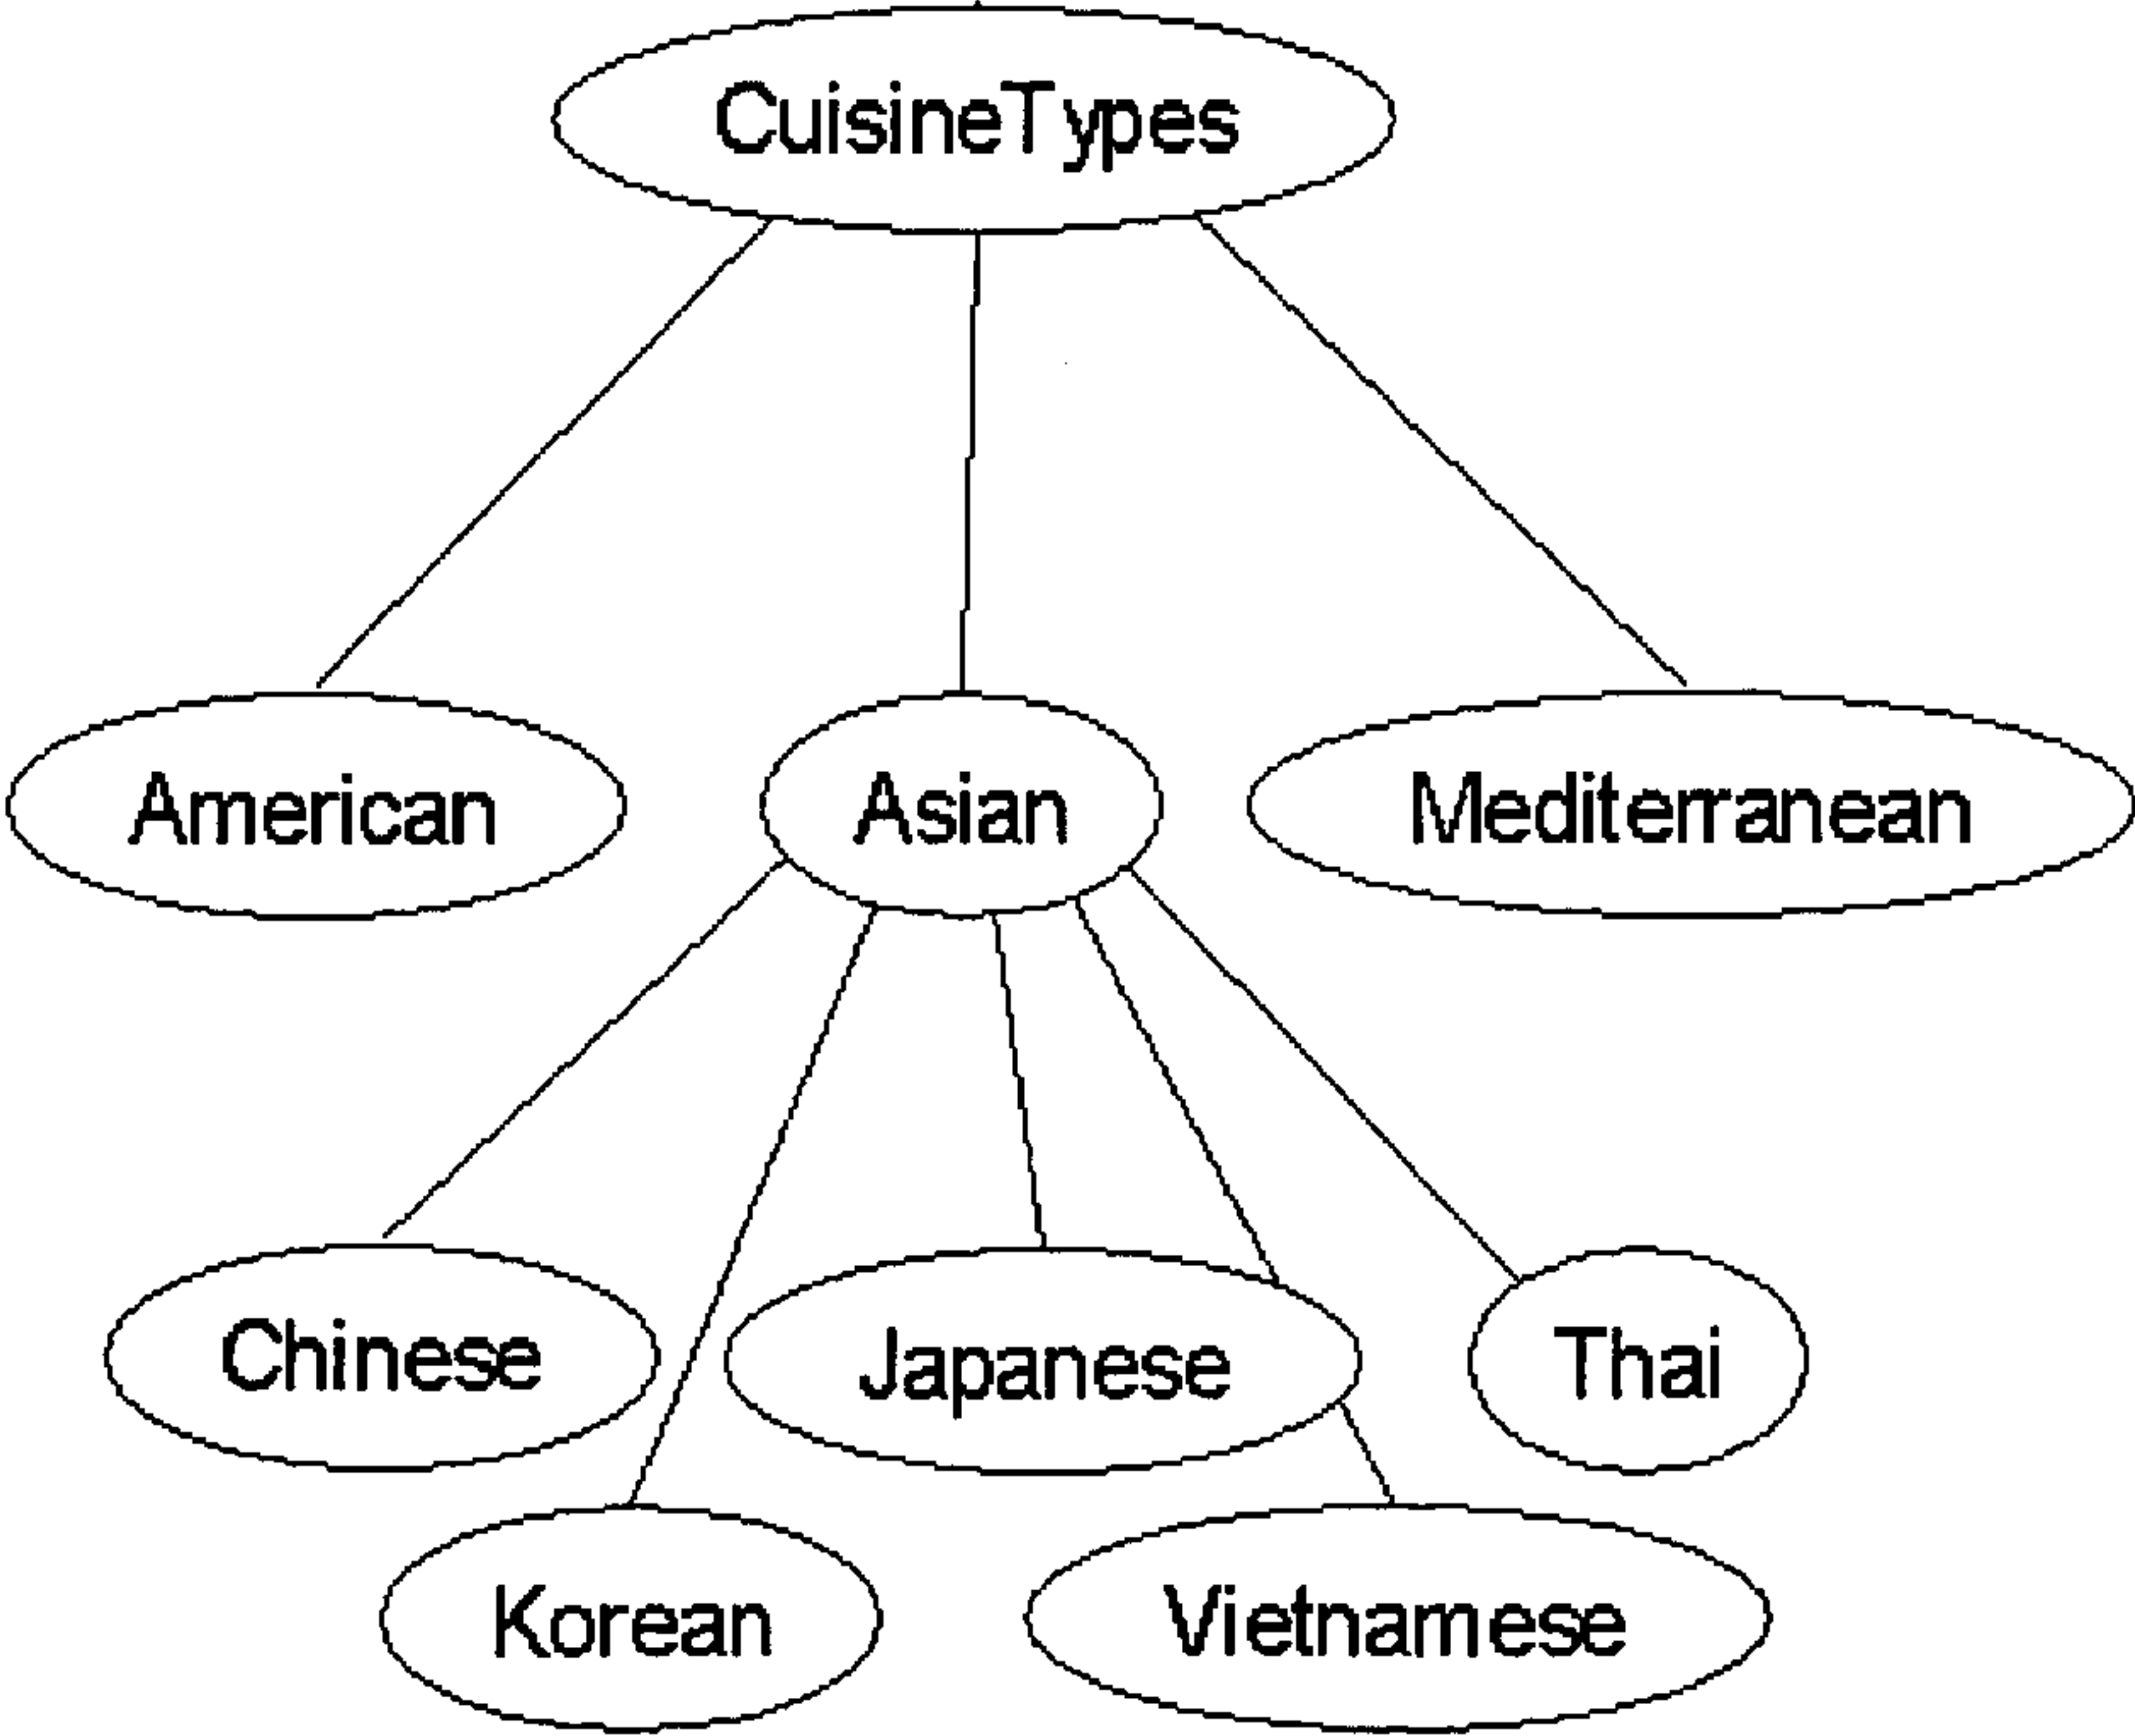 CuisineTypes
American
Asian
Mediterranean
Chinese
Japanese
Thai
Korean
Vietnamese